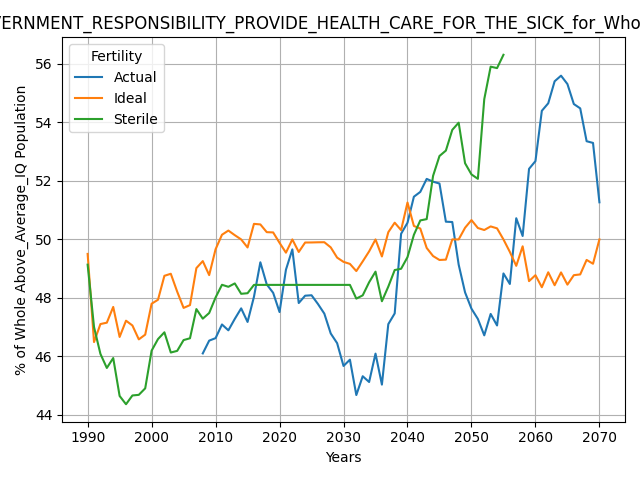 VERNMENT_RESPONSIBILITY_PROVIDE_HEALTH_CARE_FOR_THE_SICK_for_Who
Fertility
Actual
Ideal
Sterile
% of Whole Above_Average_IQ Population
56
54
52
50
48
46
44
1990 2000 2010 2020 2030 2040 2050 2060 2070
Years